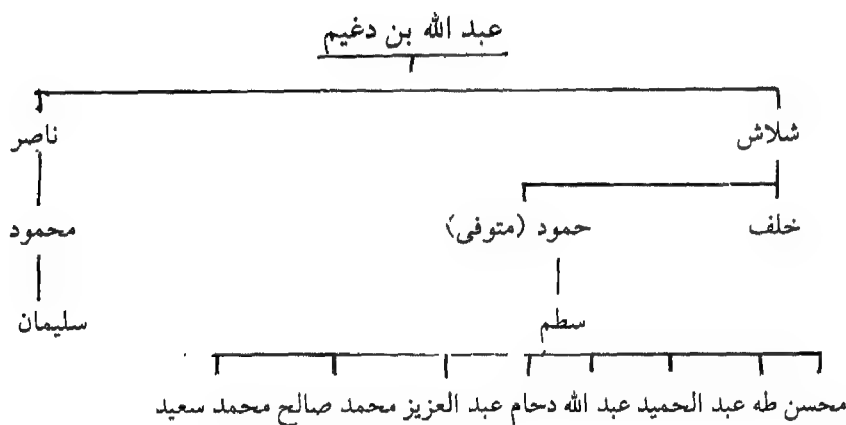 عبد الله بن دغيم
شلاش ناصر
خلف حمود (متوفى) محمود
سطم سليمان
محسن طه عبد الحميد عبد الله دحام عبد العزيز محمد صالح محمد سعيد